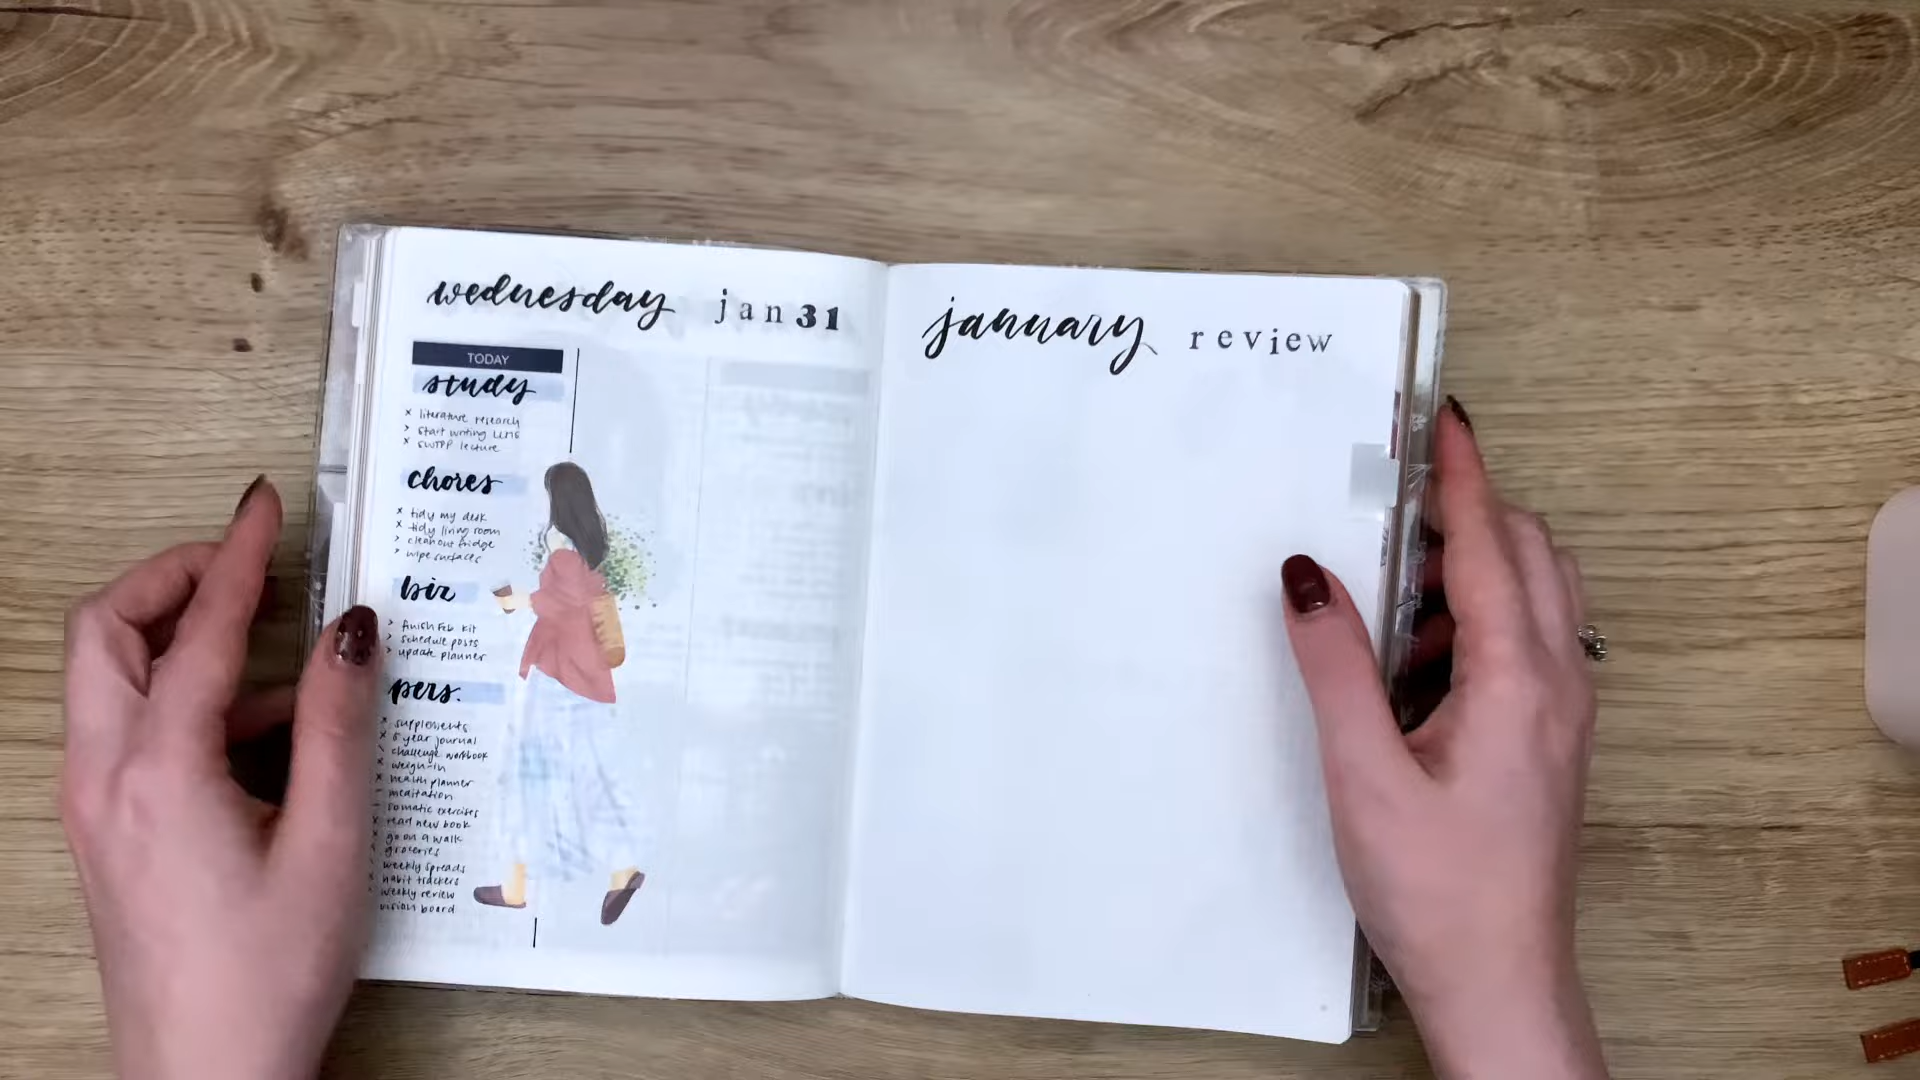 wednesday jan 31
TODAY
study
x literature research
> start writing LLMs
x SWTPP lecture
chores
x tidy my desk
x tidy living room
> clean out fridge
> wipe surfaces
biz
> finish Feb kit
> schedule posts
> update planner
pers.
x supplements
x 5 year journal
\ challenge workbook
x weigh-in
x health planner
- meditation
- somatic exercises
x read new book
x go on a walk
groceries
weekly spreads
habit trackers
weekly review
vision board
january review